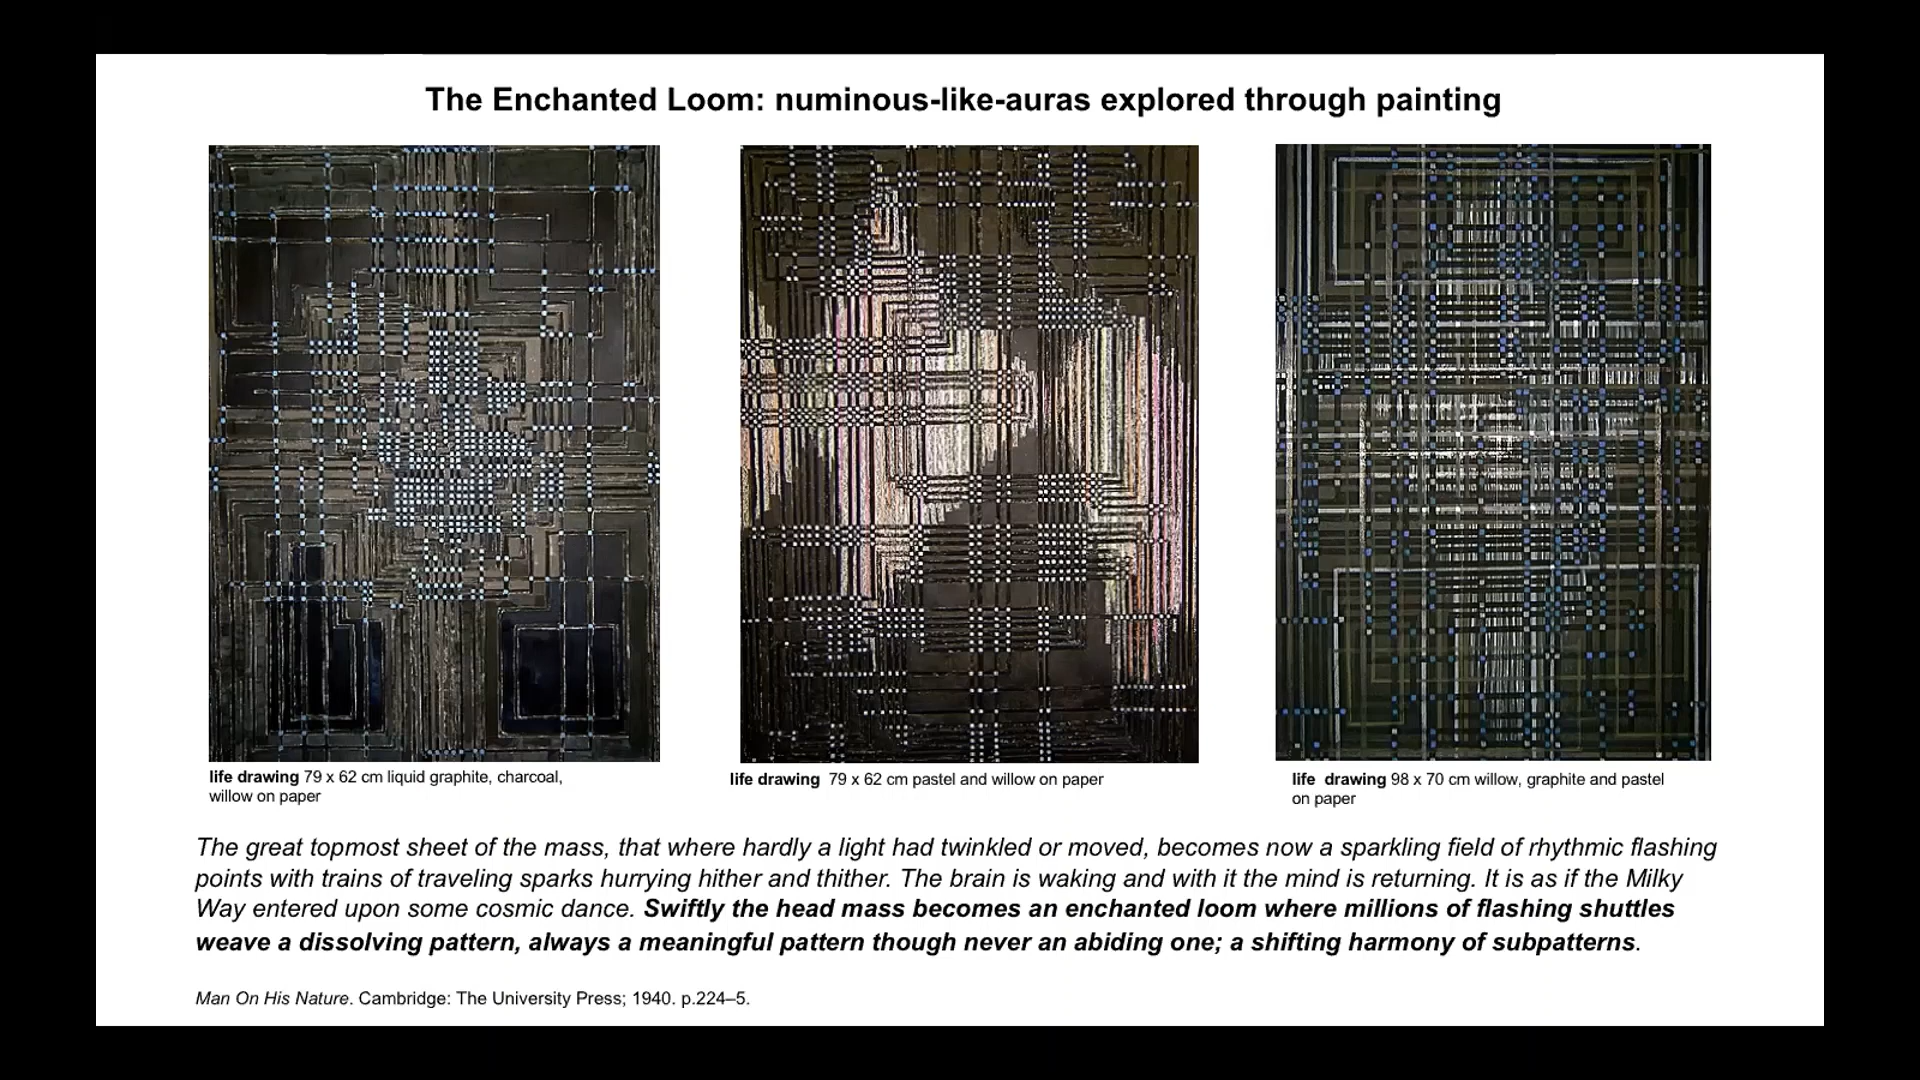 The Enchanted Loom: numinous-like-auras explored through painting
life drawing 79 x 62 cm liquid graphite, charcoal,
willow on paper
life drawing 79 x 62 cm pastel and willow on paper
life drawing 98 x 70 cm willow, graphite and pastel
on paper
The great topmost sheet of the mass, that where hardly a light had twinkled or moved, becomes now a sparkling field of rhythmic flashing
points with trains of traveling sparks hurrying hither and thither. The brain is waking and with it the mind is returning. It is as if the Milky
Way entered upon some cosmic dance. Swiftly the head mass becomes an enchanted loom where millions of flashing shuttles
weave a dissolving pattern, always a meaningful pattern though never an abiding one; a shifting harmony of subpatterns.
Man On His Nature. Cambridge: The University Press; 1940. p.224–5.